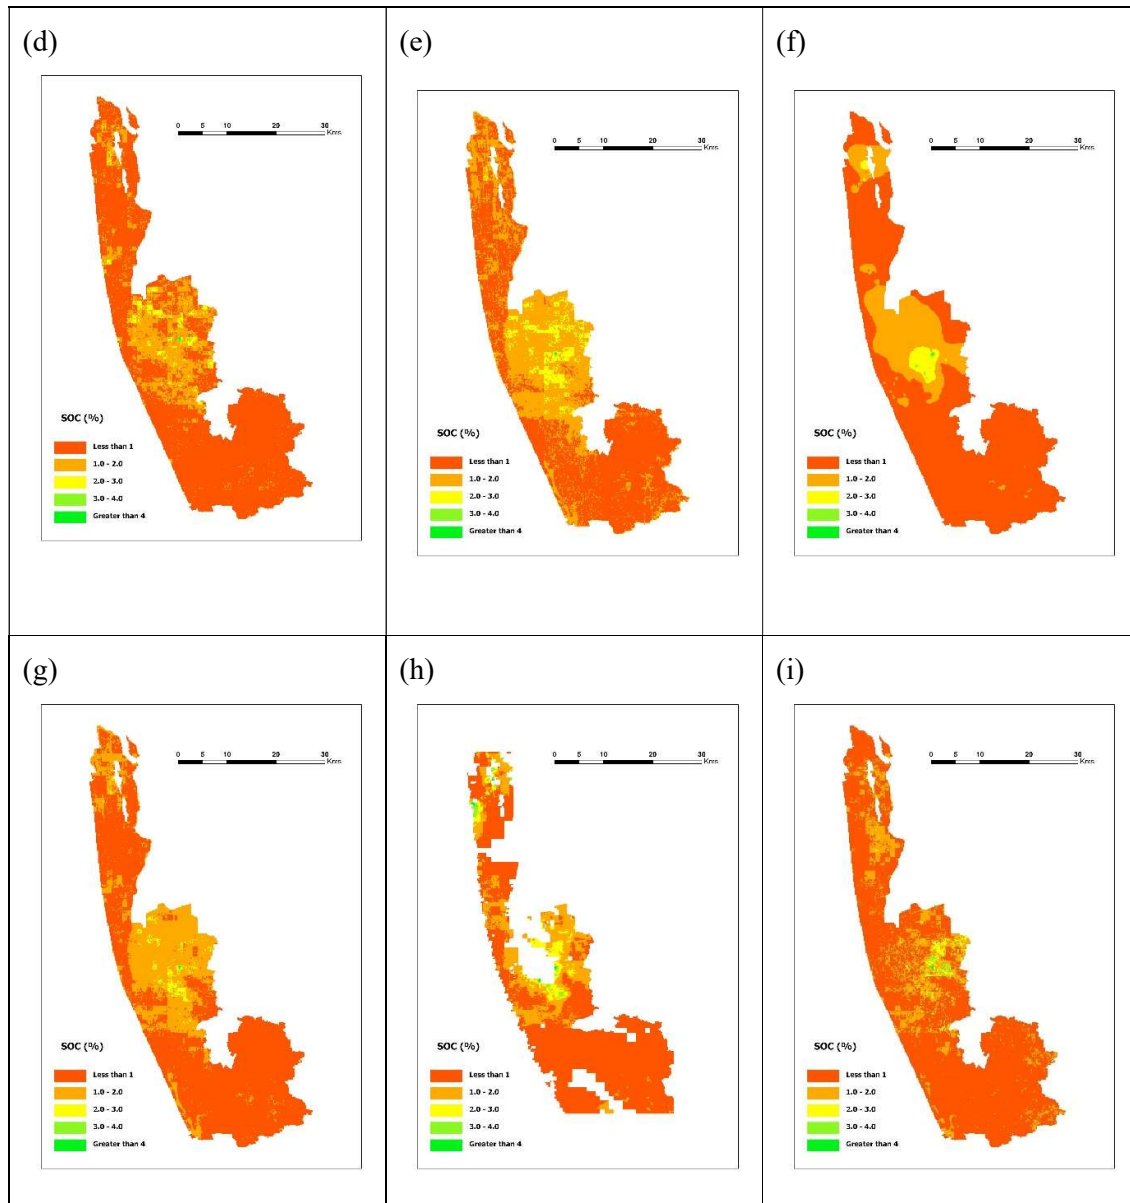 (d)
0 5 10 20 30
Kms
SOC (%)
Less than 1
1.0 - 2.0
2.0 - 3.0
3.0 - 4.0
Greater than 4
(e)
0 5 10 20 30
Kms
SOC (%)
Less than 1
1.0 - 2.0
2.0 - 3.0
3.0 - 4.0
Greater than 4
(f)
0 5 10 20 30
Kms
SOC (%)
Less than 1
1.0 - 2.0
2.0 - 3.0
3.0 - 4.0
Greater than 4
(g)
0 5 10 20 30
Kms
SOC (%)
Less than 1
1.0 - 2.0
2.0 - 3.0
3.0 - 4.0
Greater than 4
(h)
0 5 10 20 30
Kms
SOC (%)
Less than 1
1.0 - 2.0
2.0 - 3.0
3.0 - 4.0
Greater than 4
(i)
0 5 10 20 30
Kms
SOC (%)
Less than 1
1.0 - 2.0
2.0 - 3.0
3.0 - 4.0
Greater than 4